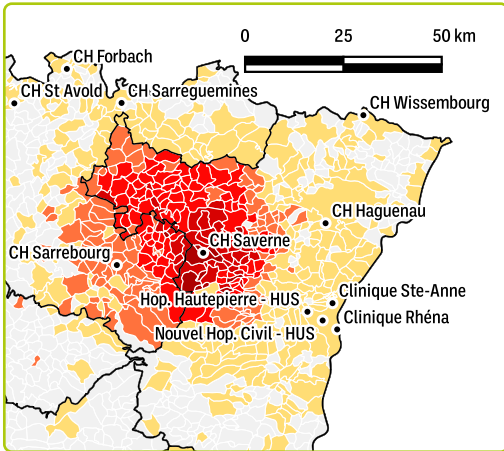 0 25 50 km
CH Forbach
CH St Avold
CH Sarreguemines
CH Wissembourg
CH Haguenau
CH Saverne
CH Sarrebourg
Hop. Hautepierre - HUS
Clinique Ste-Anne
Nouvel Hop. Civil - HUS
Clinique Rhéna